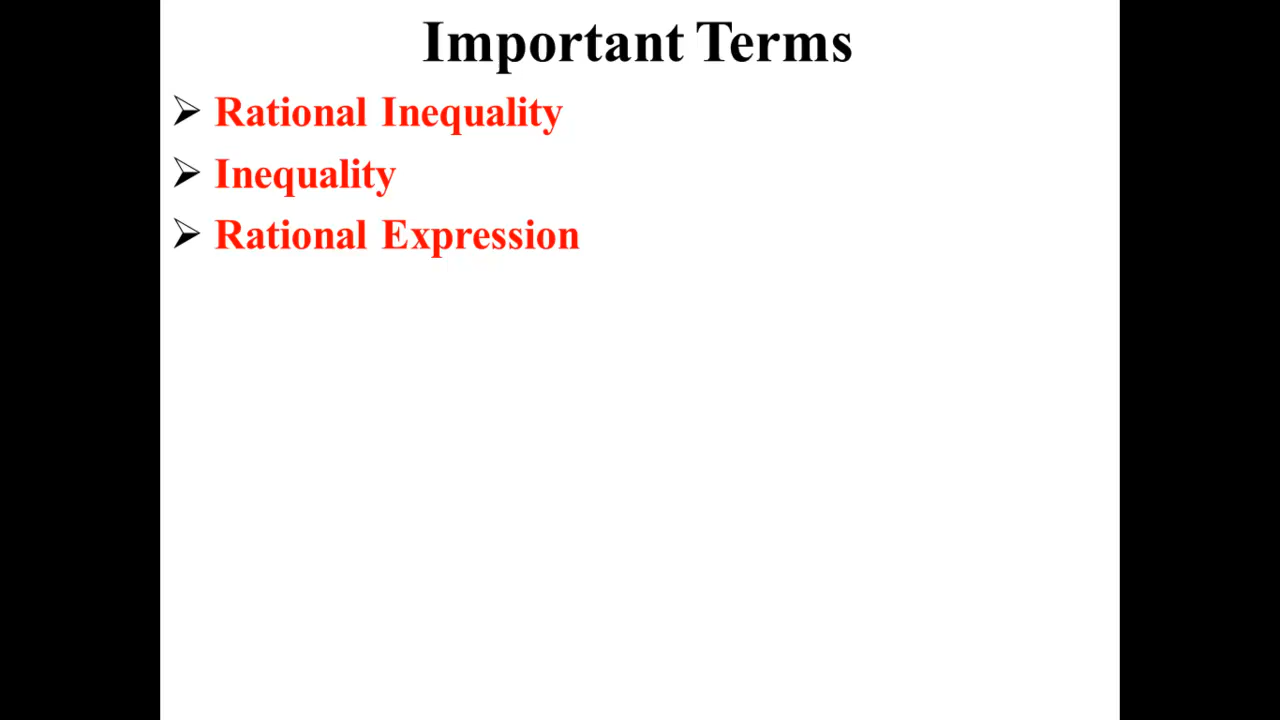 Important Terms
➢ Rational Inequality
➢ Inequality
➢ Rational Expression